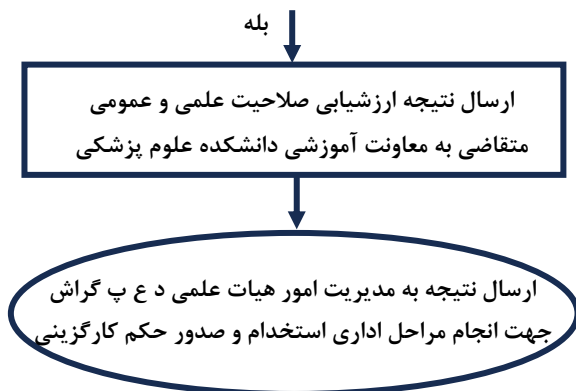 بله
ارسال نتیجه ارزشیابی صلاحیت علمی و عمومی
متقاضی به معاونت آموزشی دانشکده علوم پزشکی
ارسال نتیجه به مدیریت امور هیات علمی د ع پ گراش
جهت انجام مراحل اداری استخدام و صدور حکم کارگزینی